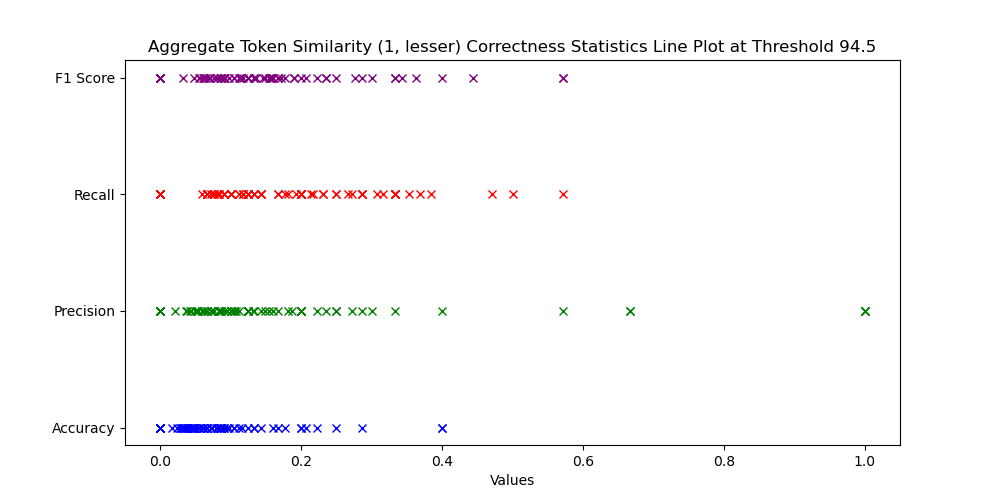 Aggregate Token Similarity (1, lesser) Correctness Statistics Line Plot at Threshold 94.5
F1 Score
Recall
Precision
Accuracy
0.0 0.2 0.4 0.6 0.8 1.0
Values